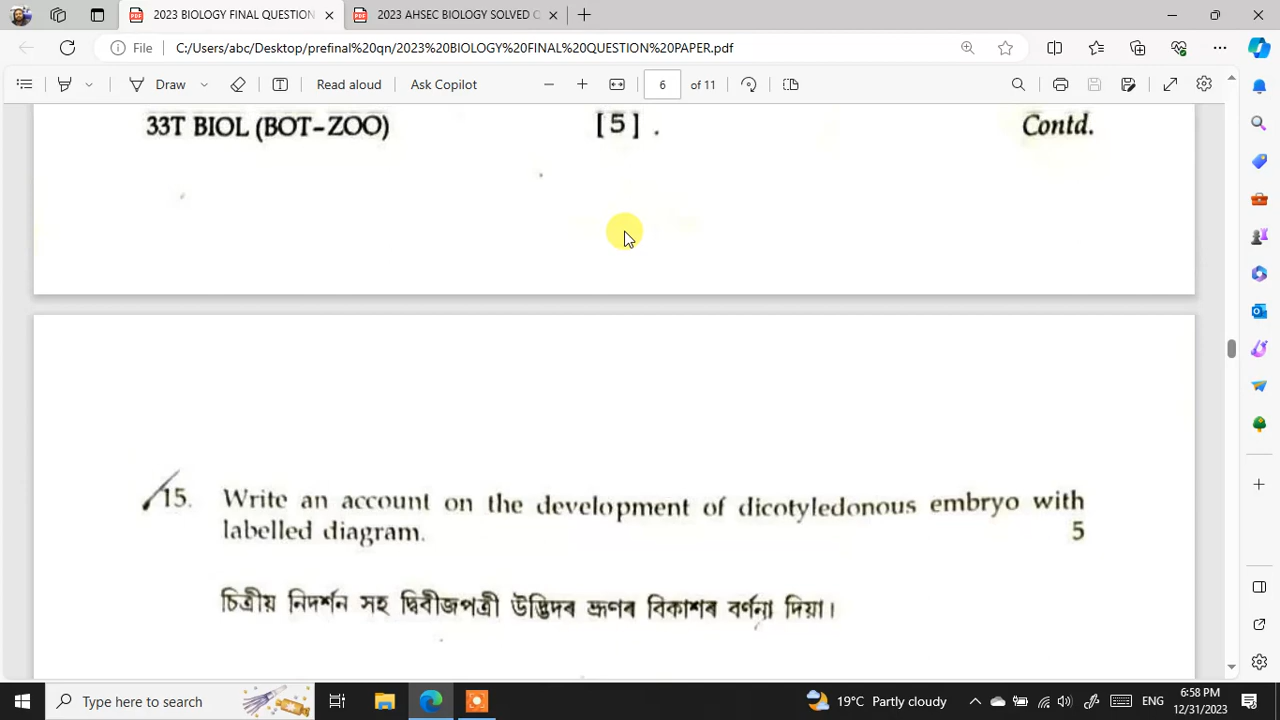 2023 BIOLOGY FINAL QUESTION
2023 AHSEC BIOLOGY SOLVED Q
File
C:/Users/abc/Desktop/prefinal%20qn/2023%20BIOLOGY%20FINAL%20QUESTION%20PAPER.pdf
Draw
Read aloud
Ask Copilot
6
of 11
33T BIOL (BOT-ZOO)
[ 5 ]
Contd.
15. Write an account on the development of dicotyledonous embryo with
labelled diagram.
5
চিত্ৰীয় নিদৰ্শন সহ দ্বিবীজপত্ৰী উদ্ভিদৰ ভ্ৰূণৰ বিকাশৰ বৰ্ণনা দিয়া।
Type here to search
19°C Partly cloudy
ENG
6:58 PM
12/31/2023